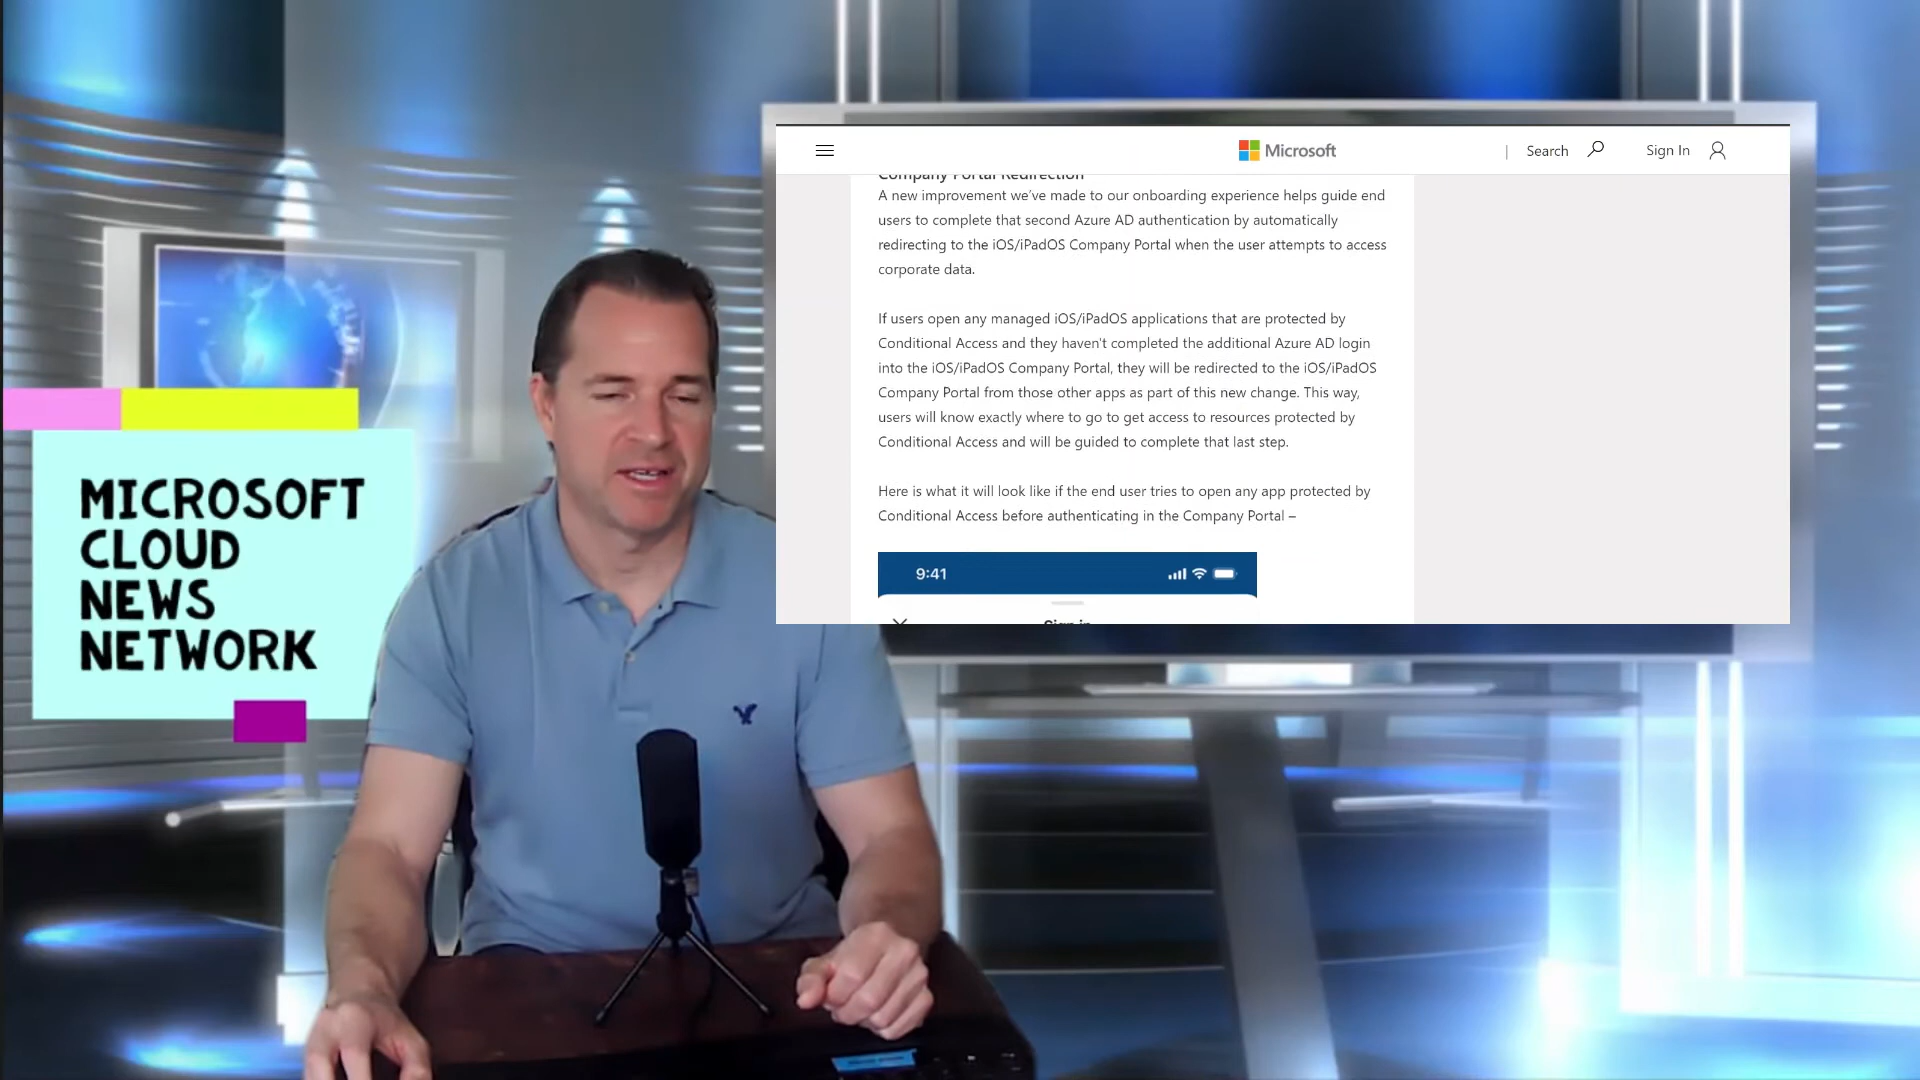 Microsoft
| Search
Sign In
Company Portal Redirection
A new improvement we've made to our onboarding experience helps guide end
users to complete that second Azure AD authentication by automatically
redirecting to the iOS/iPadOS Company Portal when the user attempts to access
corporate data.
If users open any managed iOS/iPadOS applications that are protected by
Conditional Access and they haven't completed the additional Azure AD login
into the iOS/iPadOS Company Portal, they will be redirected to the iOS/iPadOS
Company Portal from those other apps as part of this new change. This way,
users will know exactly where to go to get access to resources protected by
Conditional Access and will be guided to complete that last step.
Here is what it will look like if the end user tries to open any app protected by
Conditional Access before authenticating in the Company Portal –
9:41
Sign in
MICROSOFT
CLOUD
NEWS
NETWORK